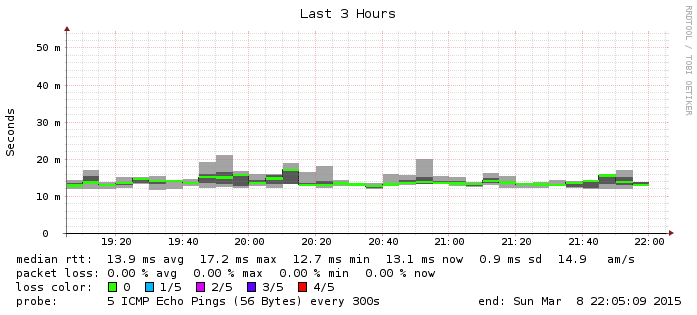 Last 3 Hours
RRDTOOL / TOBI OETIKER
Seconds
50 m
40 m
30 m
20 m
10 m
0
19:20 19:40 20:00 20:20 20:40 21:00 21:20 21:40 22:00
median rtt: 13.9 ms avg 17.2 ms max 12.7 ms min 13.1 ms now 0.9 ms sd 14.9 am/s
packet loss: 0.00 % avg 0.00 % max 0.00 % min 0.00 % now
loss color: 0 1/5 2/5 3/5 4/5
probe: 5 ICMP Echo Pings (56 Bytes) every 300s end: Sun Mar 8 22:05:09 2015